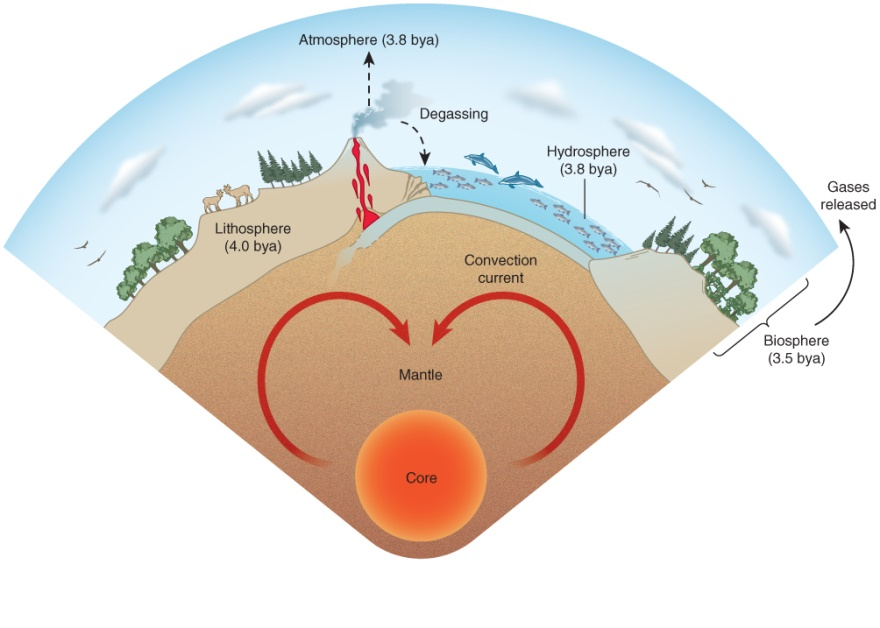 Atmosphere (3.8 bya)
Degassing
Hydrosphere
(3.8 bya)
Gases
released
Lithosphere
(4.0 bya)
Convection
current
Biosphere
(3.5 bya)
Mantle
Core